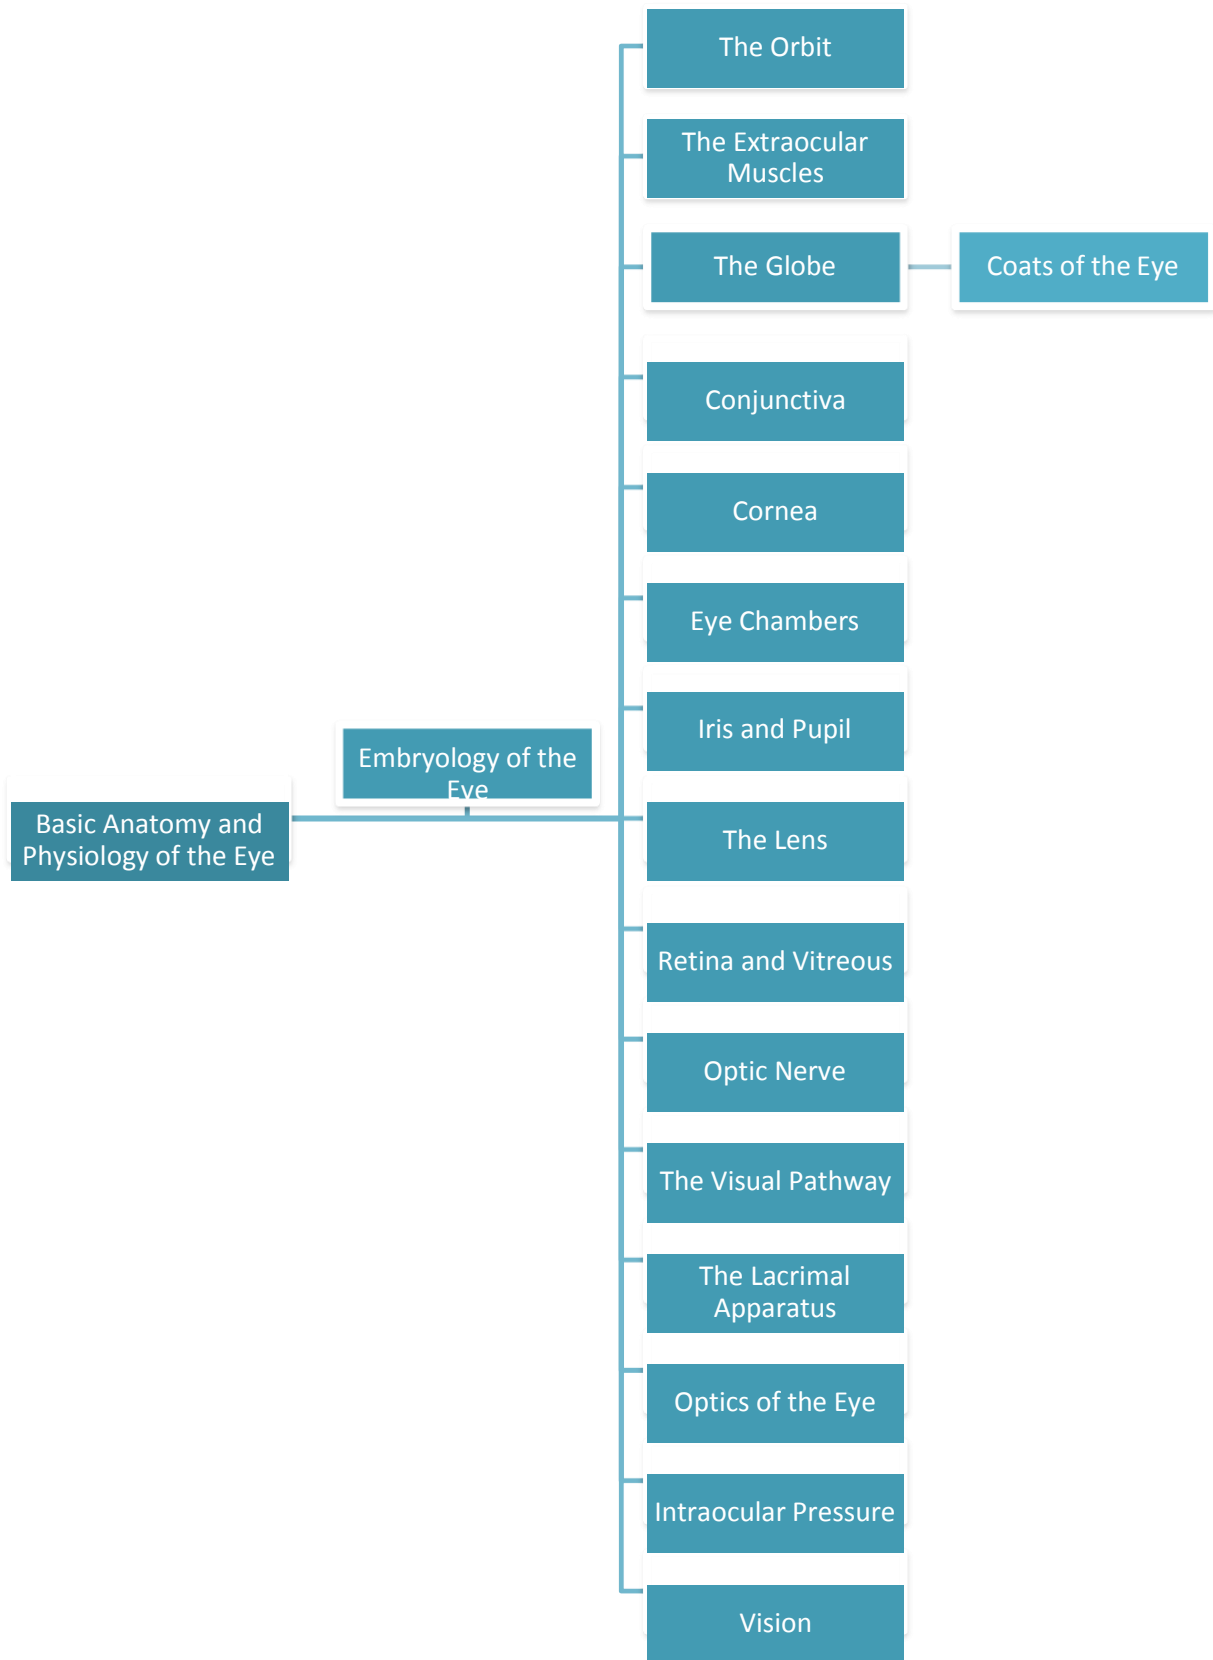 The Orbit
The Extraocular
Muscles
The Globe
Coats of the Eye
Conjunctiva
Cornea
Eye Chambers
Iris and Pupil
Embryology of the
Eye
Basic Anatomy and
Physiology of the Eye
The Lens
Retina and Vitreous
Optic Nerve
The Visual Pathway
The Lacrimal
Apparatus
Optics of the Eye
Intraocular Pressure
Vision